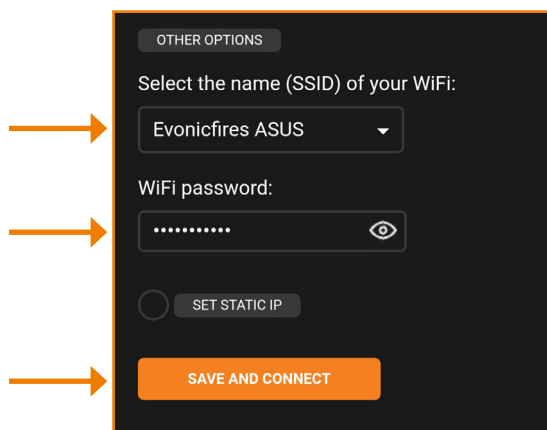 OTHER OPTIONS
Select the name (SSID) of your WiFi:
Evonicfires ASUS
WiFi password:
•••••••••••
SET STATIC IP
SAVE AND CONNECT